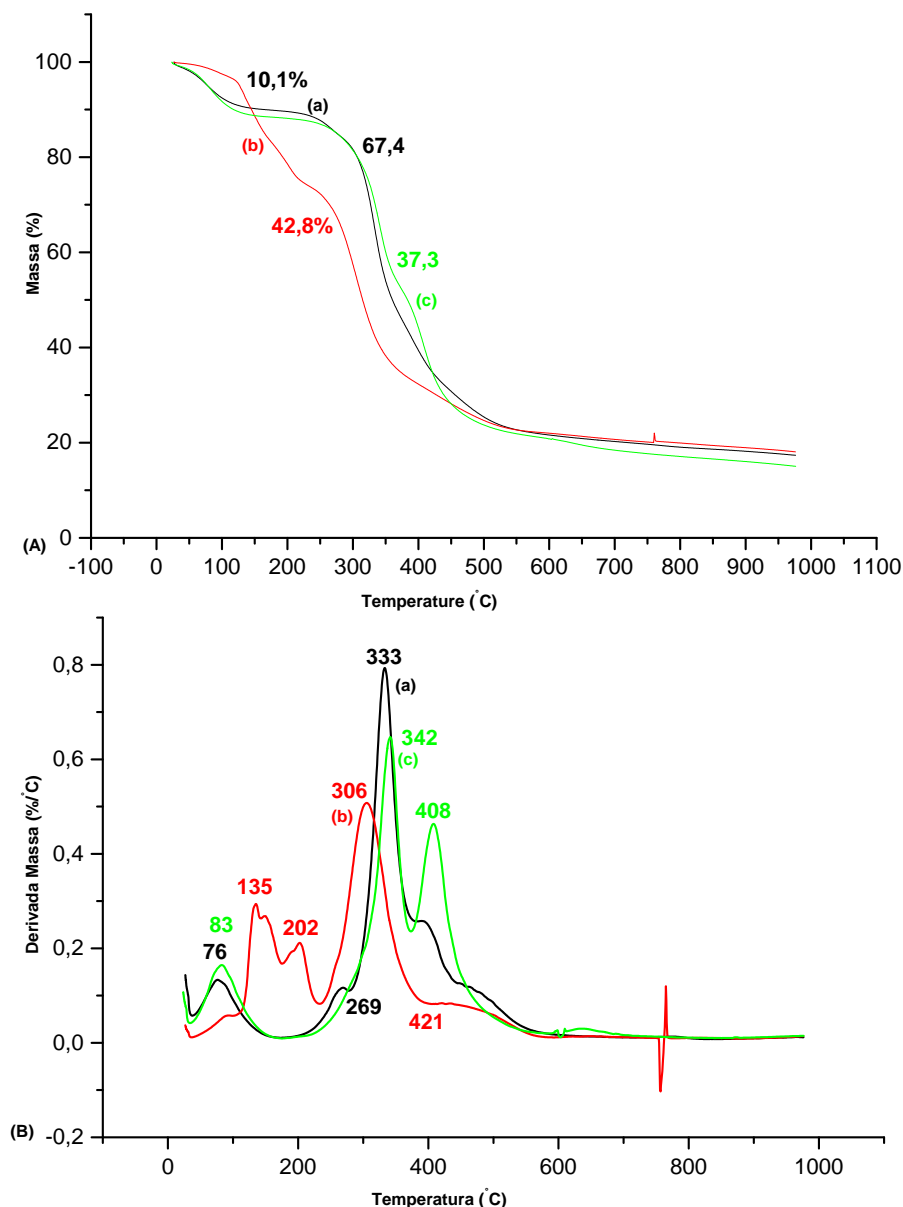 100
80
60
40
20
0
Massa (%)
10,1%
(a)
67,4
(b)
42,8%
37,3
(c)
(A)
-100 0 100 200 300 400 500 600 700 800 900 1000 1100
Temperature (°C)
0,8
0,6
0,4
0,2
0,0
-0,2
Derivada Massa (%/°C)
333
(a)
342
(c)
306
(b)
408
135
83
202
76
269
421
(B)
0 200 400 600 800 1000
Temperatura (°C)